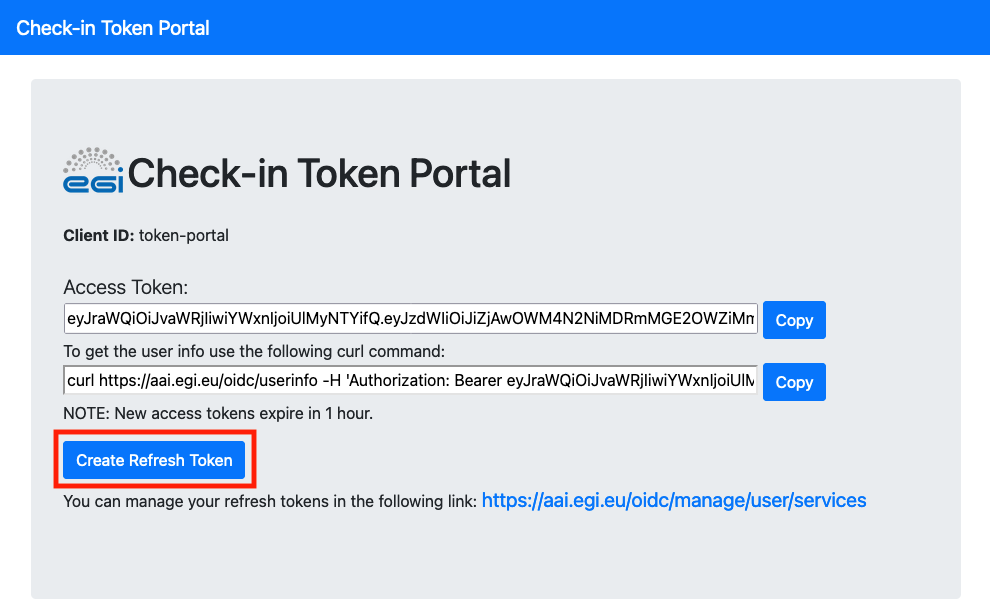 Check-in Token Portal
egi Check-in Token Portal
Client ID: token-portal
Access Token:
eyJraWQiOiJvaWRjIiwiYWxnIjoiUlMyNTYifQ.eyJzdWIiOiJiZjAwOWM4N2NiMDRmMGE2OWZiMm
Copy
To get the user info use the following curl command:
curl https://aai.egi.eu/oidc/userinfo -H 'Authorization: Bearer eyJraWQiOiJvaWRjIiwiYWxnIjoiUlM
Copy
NOTE: New access tokens expire in 1 hour.
Create Refresh Token
You can manage your refresh tokens in the following link: https://aai.egi.eu/oidc/manage/user/services